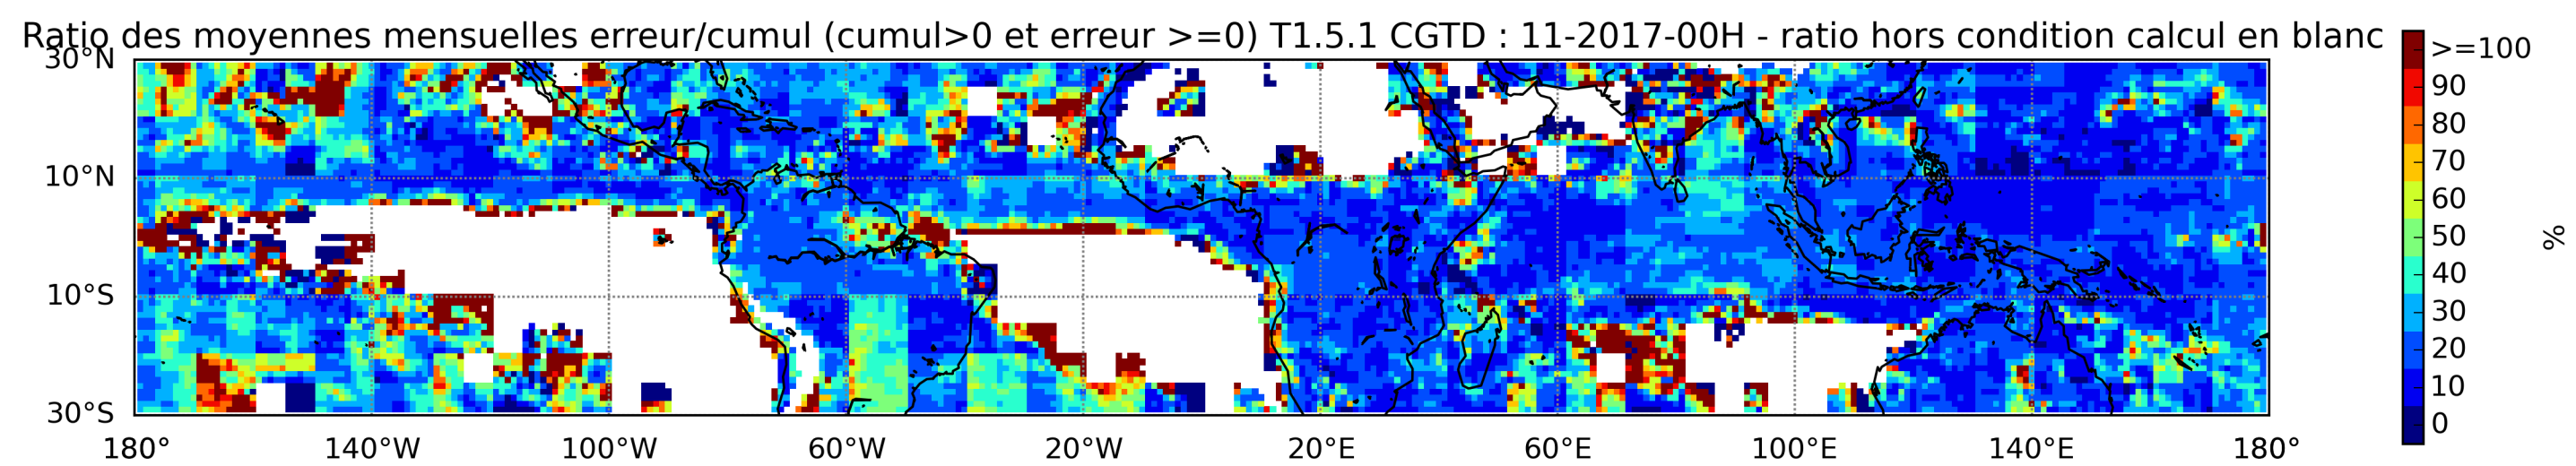 Ratio des moyennes mensuelles erreur/cumul (cumul>0 et erreur >=0) T1.5.1 CGTD : 11-2017-00H - ratio hors condition calcul en blanc
30°N
10°N
10°S
30°S
180°
140°W
100°W
60°W
20°W
20°E
60°E
100°E
140°E
180°
>=100
90
80
70
60
50
40
30
20
10
0
%